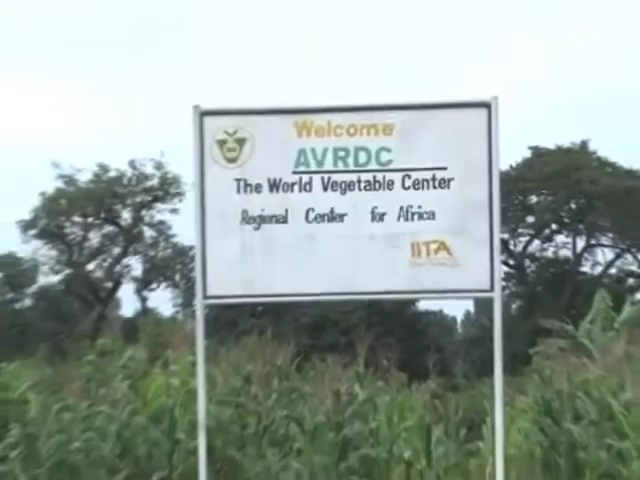 Welcome
AVRDC
The World Vegetable Center
Regional Center for Africa
IITA